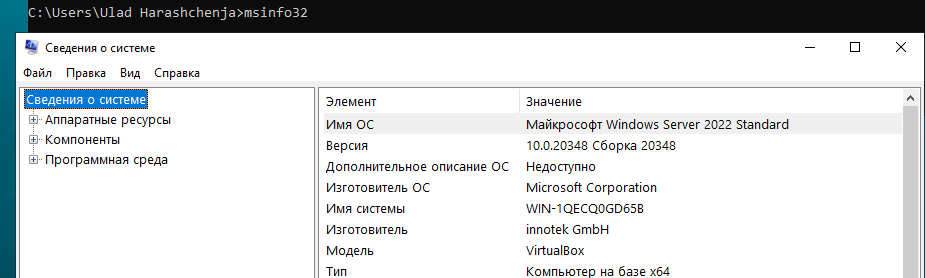 C:\Users\Ulad Harashchenja>msinfo32
Сведения о системе
Файл Правка Вид Справка
Сведения о системе
Аппаратные ресурсы
Компоненты
Программная среда
Элемент Значение
Имя ОС Майкрософт Windows Server 2022 Standard
Версия 10.0.20348 Сборка 20348
Дополнительное описание ОС Недоступно
Изготовитель ОС Microsoft Corporation
Имя системы WIN-1QECQ0GD65B
Изготовитель innotek GmbH
Модель VirtualBox
Тип Компьютер на базе x64